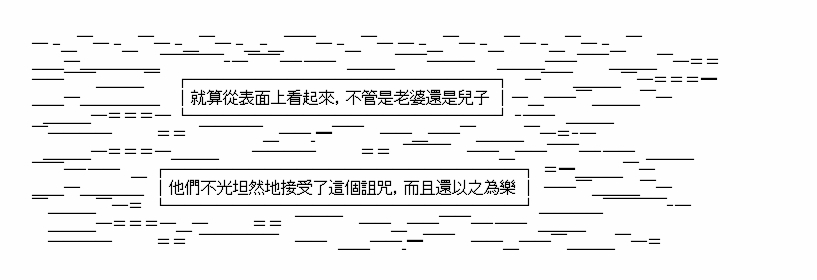 就算從表面上看起來，不管是老婆還是兒子
他們不光坦然地接受了這個詛咒，而且還以之為樂